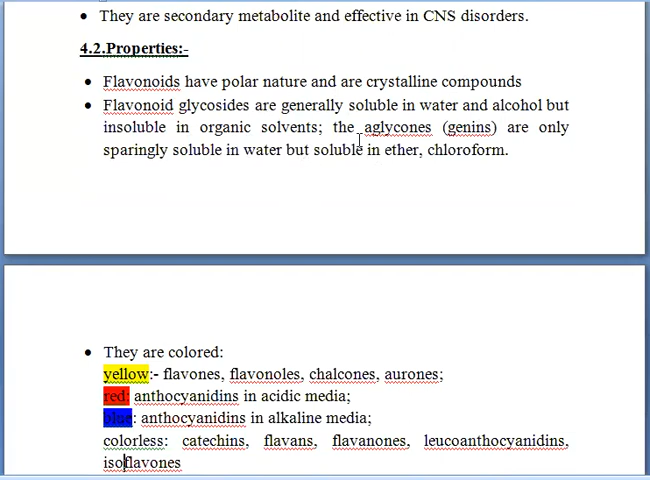 • They are secondary metabolite and effective in CNS disorders.
4.2.Properties:-
• Flavonoids have polar nature and are crystalline compounds
• Flavonoid glycosides are generally soluble in water and alcohol but
insoluble in organic solvents; the aglycones (genins) are only
sparingly soluble in water but soluble in ether, chloroform.
• They are colored:
yellow:- flavones, flavonoles, chalcones, aurones;
red: anthocyanidins in acidic media;
blue: anthocyanidins in alkaline media;
colorless: catechins, flavans, flavanones, leucoanthocyanidins,
isoflavones